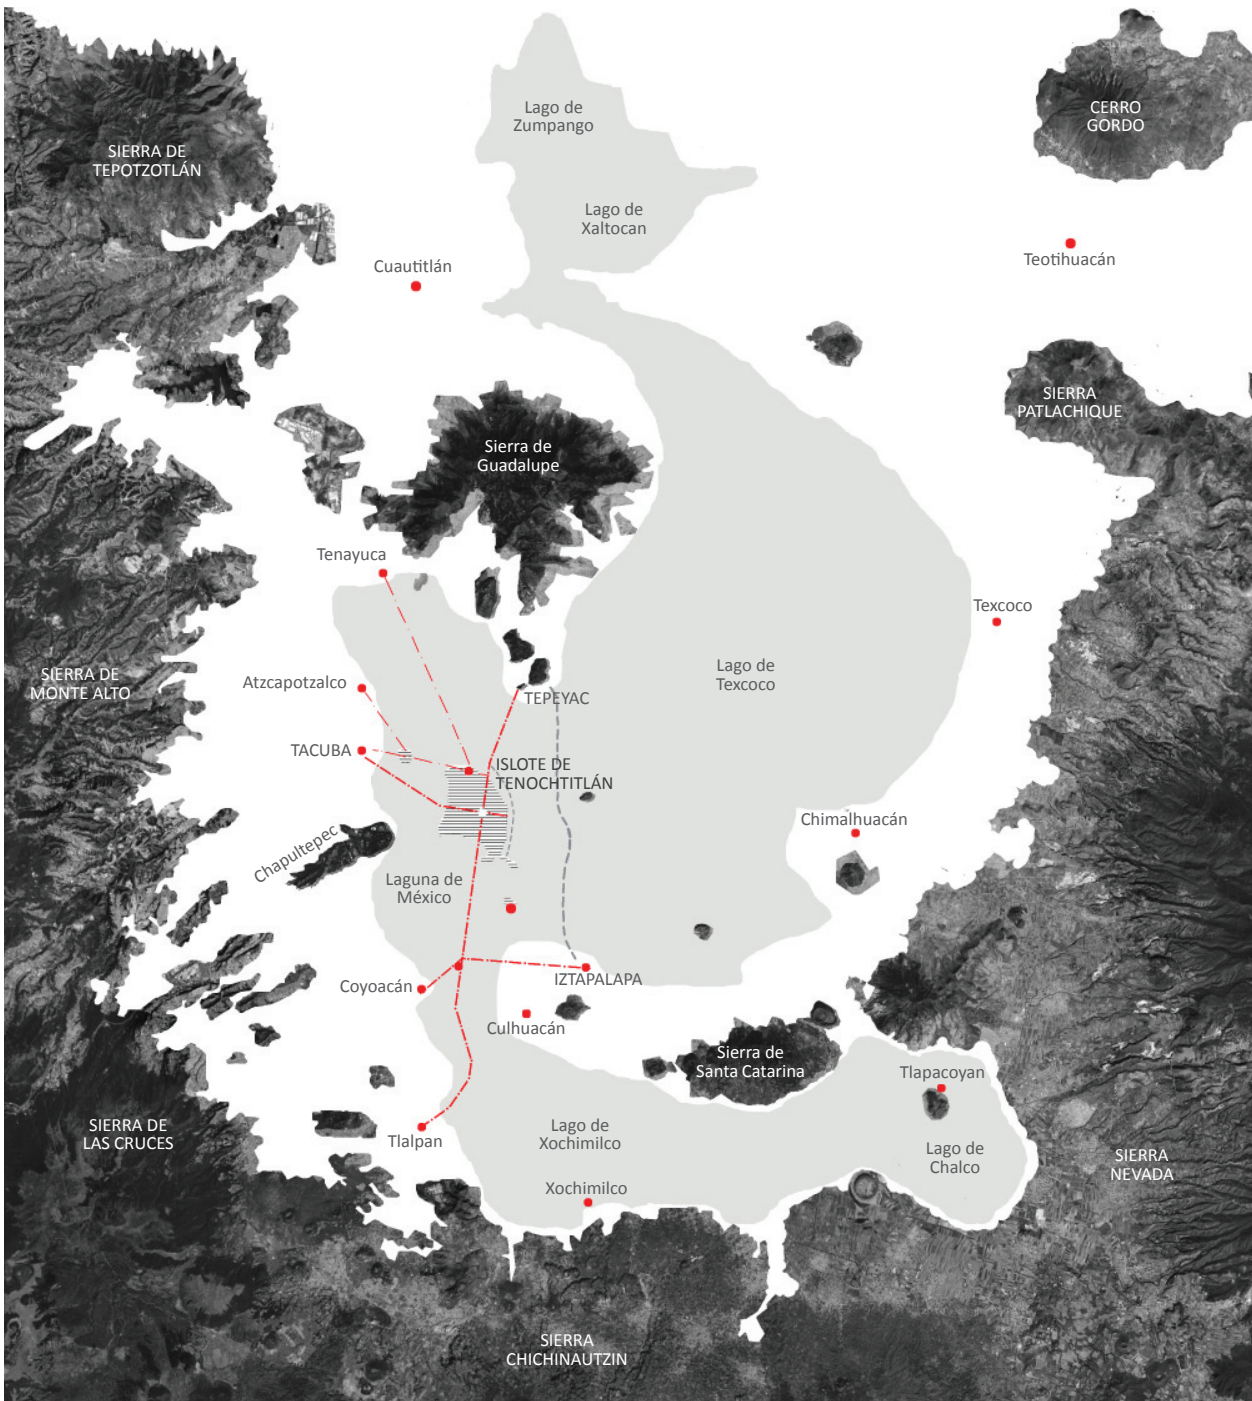 Lago de
Zumpango
CERRO
GORDO
SIERRA DE
TEPOTZOTLÁN
Lago de
Xaltocan
Cuautitlán
Teotihuacán
SIERRA
PATLACHIQUE
Sierra de
Guadalupe
Tenayuca
Texcoco
SIERRA DE
MONTE ALTO
Atzcapotzalco
Lago de
Texcoco
TEPEYAC
TACUBA
ISLOTE DE
TENOCHTITLÁN
Chimalhuacán
Chapultepec
Laguna de
México
Coyoacán
IZTAPALAPA
Culhuacán
Sierra de
Santa Catarina
Tlapacoyan
SIERRA DE
LAS CRUCES
Tlalpan
Lago de
Xochimilco
Lago de
Chalco
SIERRA
NEVADA
Xochimilco
SIERRA
CHICHINAUTZIN